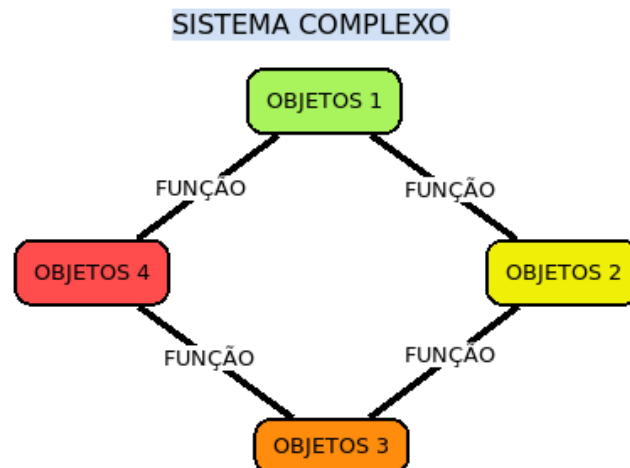 SISTEMA COMPLEXO
OBJETOS 1
FUNÇÃO
FUNÇÃO
OBJETOS 4
OBJETOS 2
FUNÇÃO
FUNÇÃO
OBJETOS 3